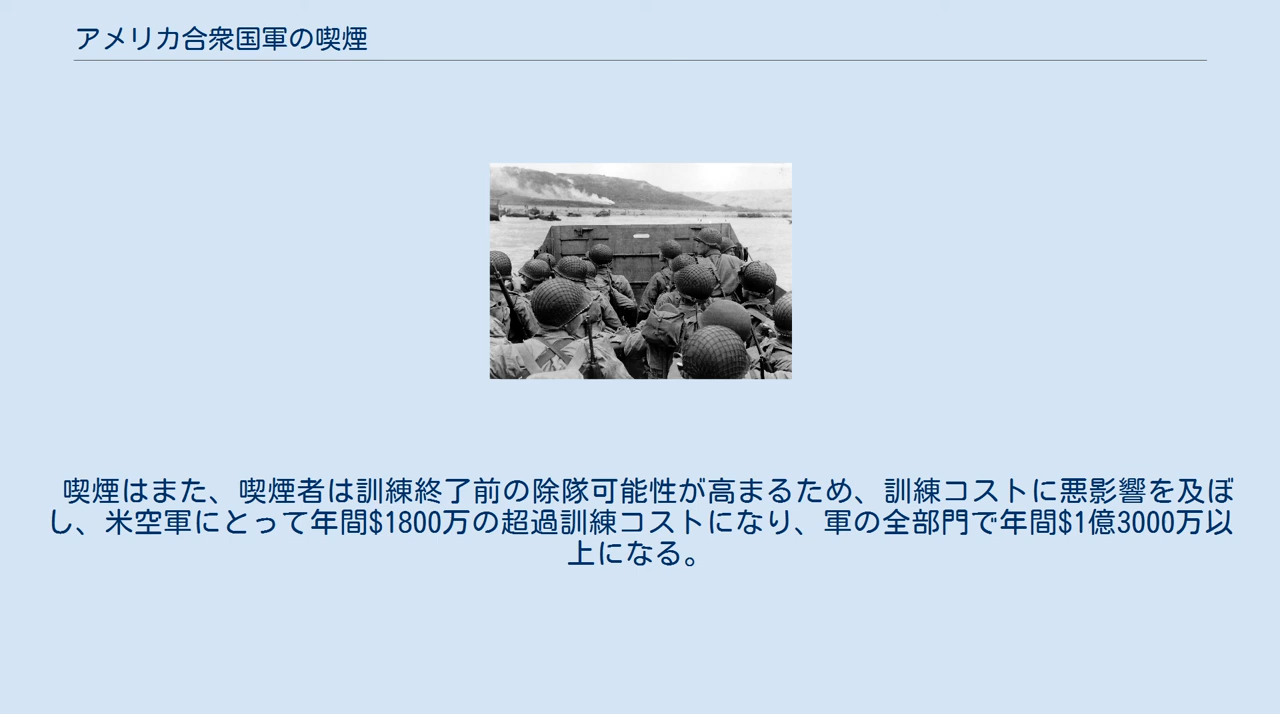 アメリカ合衆国軍の喫煙
喫煙はまた、喫煙者は訓練終了前の除隊可能性が高まるため、訓練コストに悪影響を及ぼ
し、米空軍にとって年間$1800万の超過訓練コストになり、軍の全部門で年間$1億3000万以
上になる。